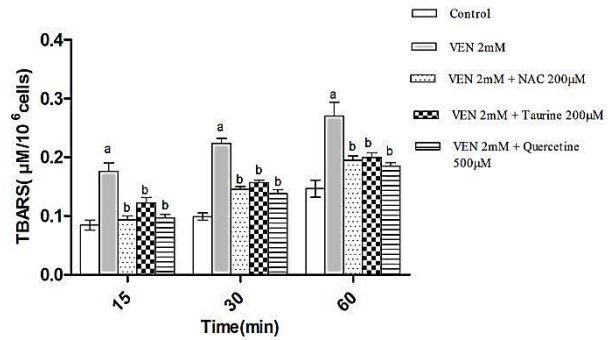 Control
VEN 2mM
VEN 2mM + NAC 200µM
VEN 2mM + Taurine 200µM
VEN 2mM + Quercetine
500µM
TBARS( µM/10⁶cells)
0.4
0.3
0.2
0.1
0.0
a
b
b
b
a
b
b
b
a
b
b
b
15
30
60
Time(min)